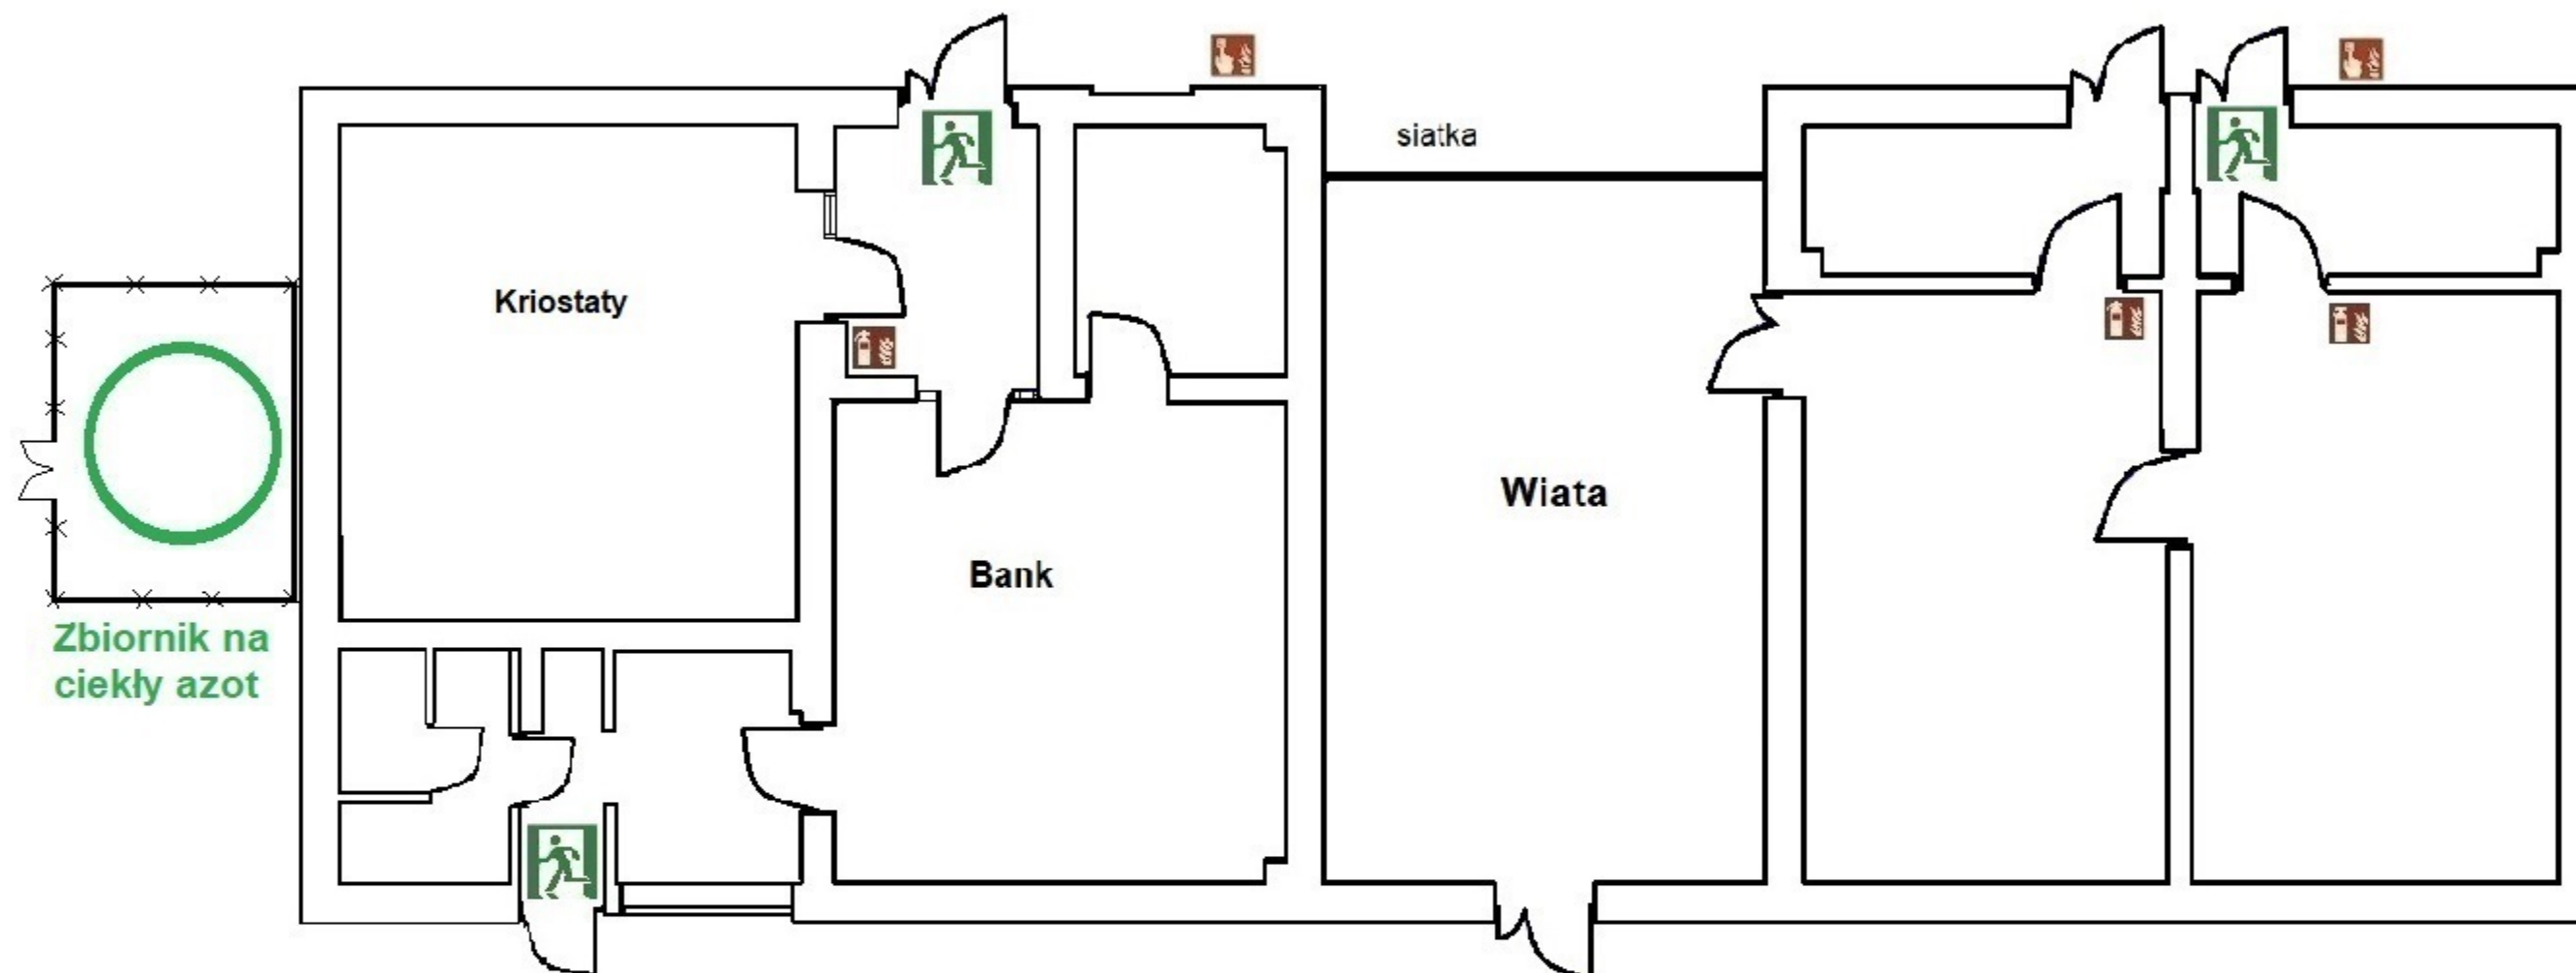 siatka
Kriostaty
Wiata
Bank
Zbiornik na
ciekły azot